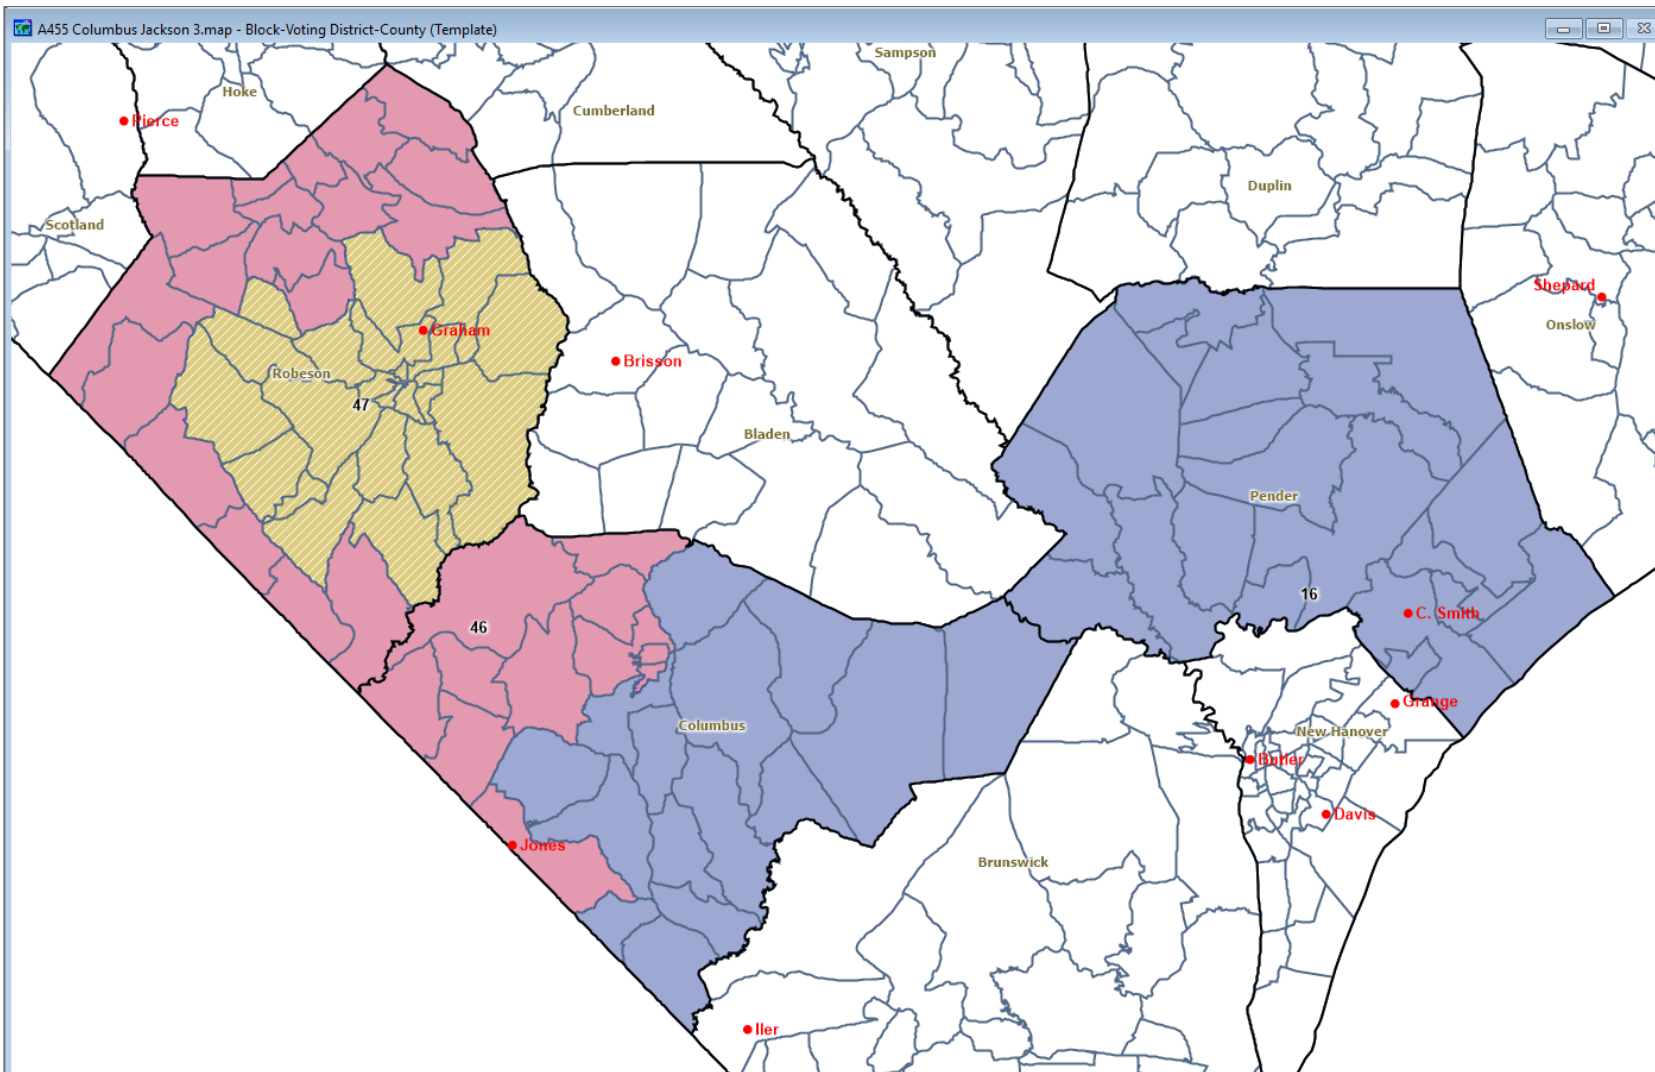 A455 Columbus Jackson 3.map - Block-Voting District-County (Template)
Sampson
Hoke
Cumberland
Pierce
Duplin
Scotland
Shepard
Onslow
Graham
Brisson
Robeson
47
Bladen
Pender
16
C. Smith
46
Grange
Columbus
New Hanover
Butler
Davis
Jones
Brunswick
Iler